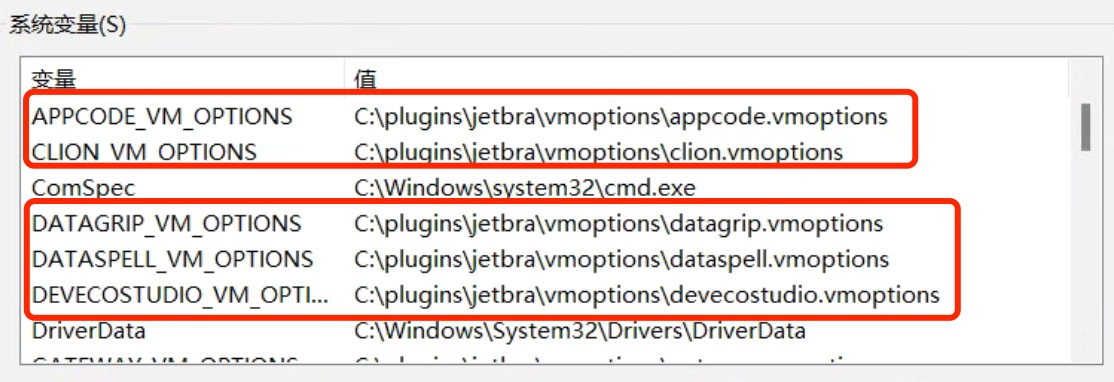 系统变量(S)
变量 值
APPCODE_VM_OPTIONS C:\plugins\jetbra\vmoptions\appcode.vmoptions
CLION_VM_OPTIONS C:\plugins\jetbra\vmoptions\clion.vmoptions
ComSpec C:\Windows\system32\cmd.exe
DATAGRIP_VM_OPTIONS C:\plugins\jetbra\vmoptions\datagrip.vmoptions
DATASPELL_VM_OPTIONS C:\plugins\jetbra\vmoptions\dataspell.vmoptions
DEVECOSTUDIO_VM_OPTI... C:\plugins\jetbra\vmoptions\devecostudio.vmoptions
DriverData C:\Windows\System32\Drivers\DriverData